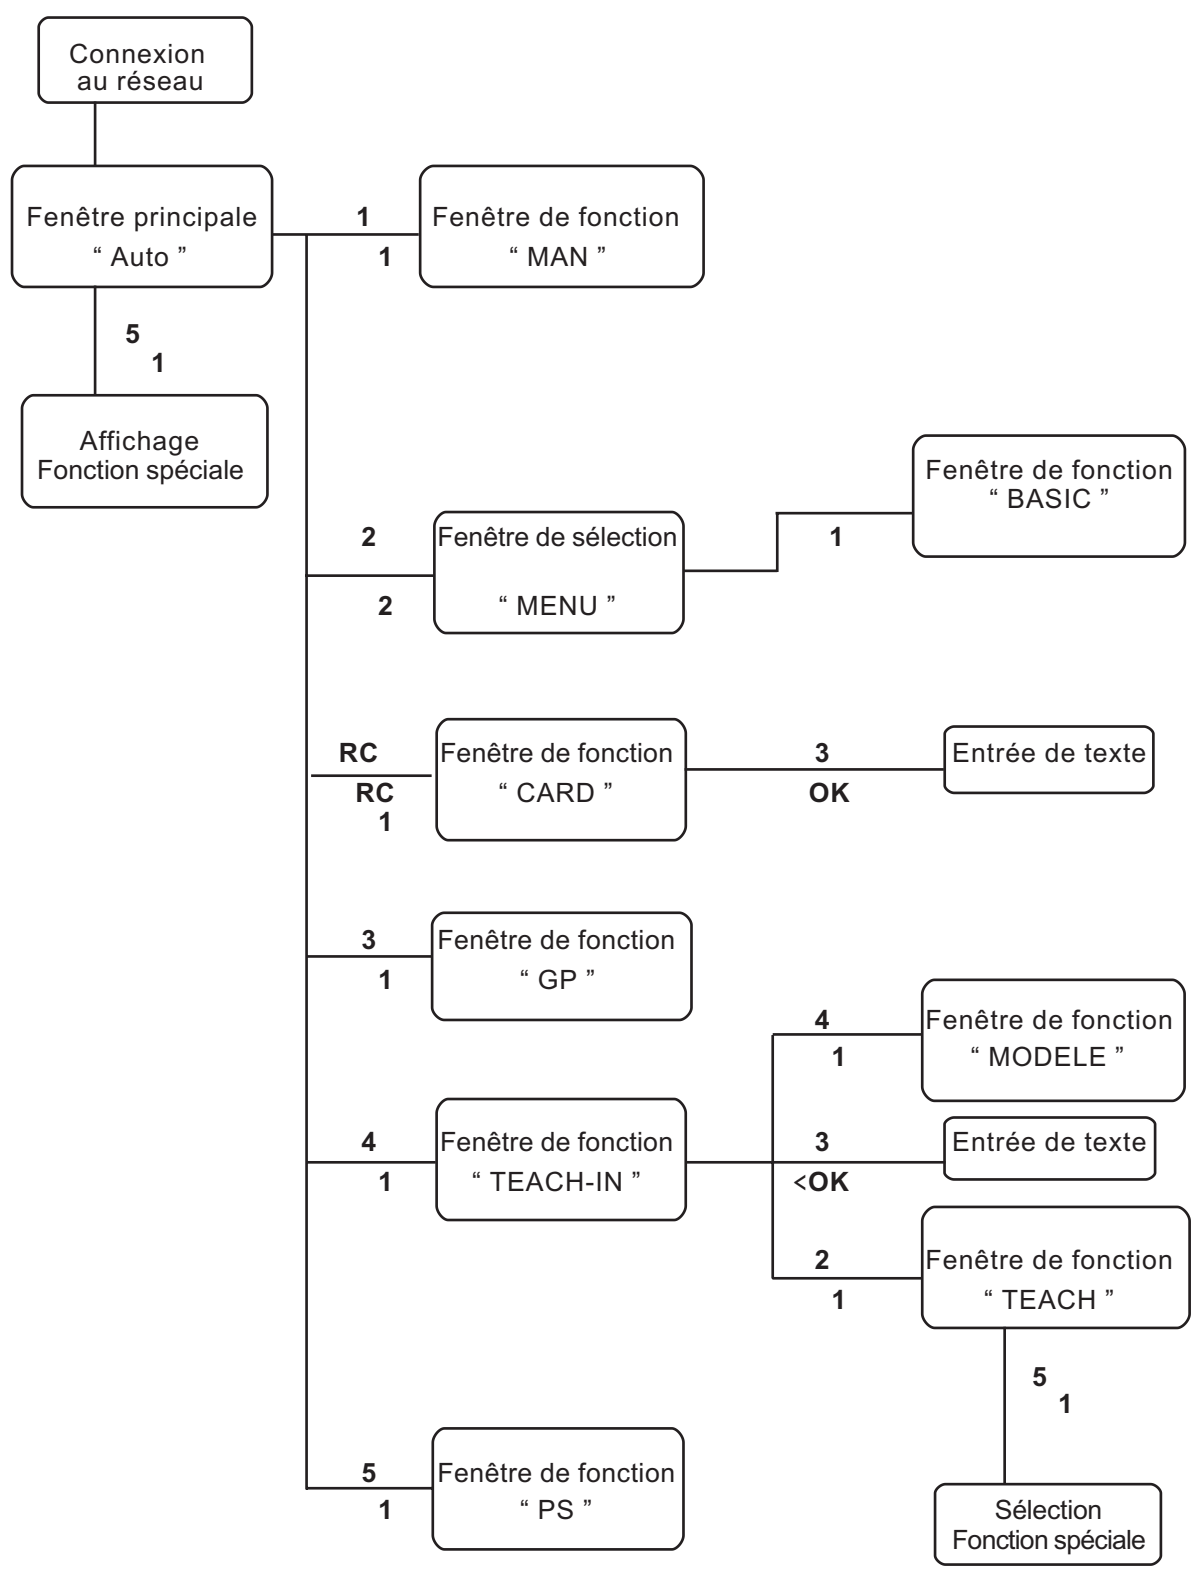 Connexion
au réseau
Fenêtre principale
“ Auto ”
1
1
Fenêtre de fonction
“ MAN ”
5
1
Affichage
Fonction spéciale
2
2
Fenêtre de sélection
“ MENU ”
1
Fenêtre de fonction
“ BASIC ”
RC
RC
1
Fenêtre de fonction
“ CARD ”
3
OK
Entrée de texte
3
1
Fenêtre de fonction
“ GP ”
4
1
Fenêtre de fonction
“ TEACH-IN ”
4
1
Fenêtre de fonction
“ MODELE ”
3
<OK
Entrée de texte
2
1
Fenêtre de fonction
“ TEACH ”
5
1
Sélection
Fonction spéciale
5
1
Fenêtre de fonction
“ PS ”